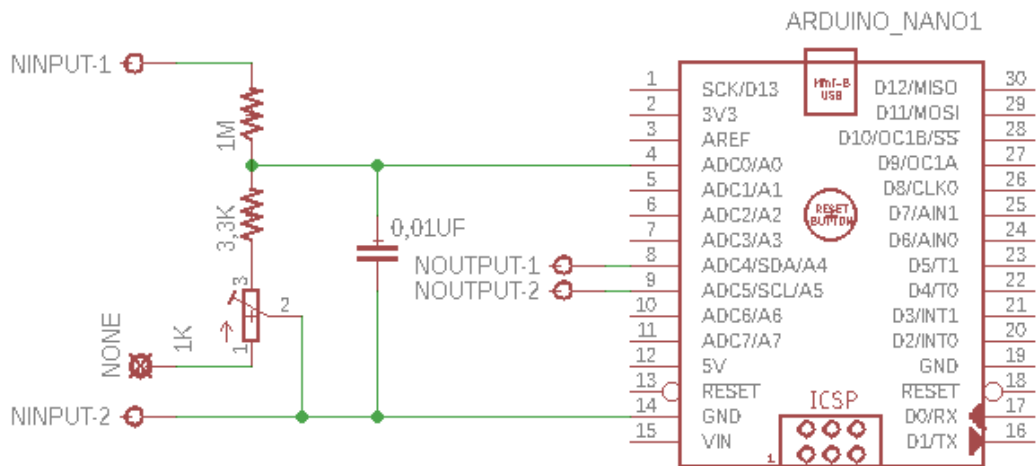 ARDUINO_NANO1
NINPUT-1
1M
3,3K
3
2
1
1K
NONE
NINPUT-2
0,01UF
NOUTPUT-1
NOUTPUT-2
1 SCK/D13
2 3V3
3 AREF
4 ADC0/A0
5 ADC1/A1
6 ADC2/A2
7 ADC3/A3
8 ADC4/SDA/A4
9 ADC5/SCL/A5
10 ADC6/A6
11 ADC7/A7
12 5V
13 RESET
14 GND
15 VIN
USB
RESET
BUTTON
ICSP
1
D12/MISO 30
D11/MOSI 29
D10/OC1B/SS 28
D9/OC1A 27
D8/CLK0 26
D7/AIN1 25
D6/AIN0 24
D5/T1 23
D4/T0 22
D3/INT1 21
D2/INT0 20
GND 19
RESET 18
D0/RX 17
D1/TX 16